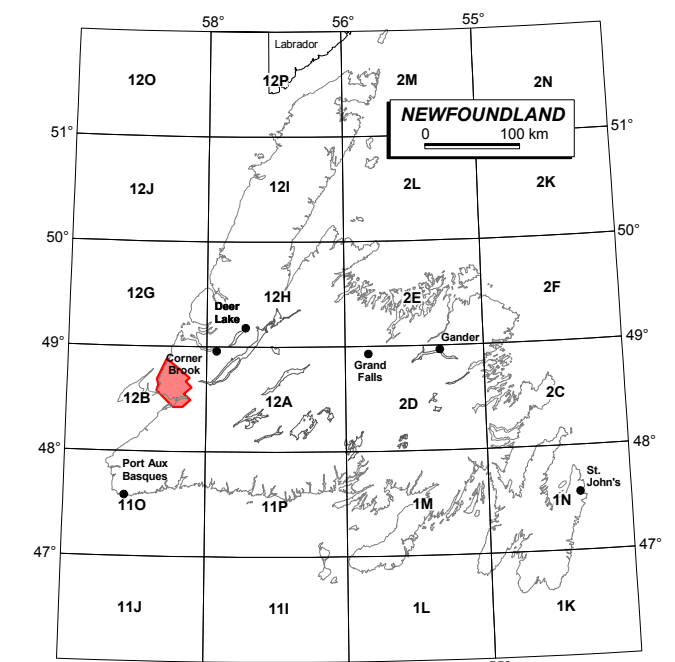 58° 56° 55°
Labrador
12O 12P 2M 2N
NEWFOUNDLAND
0 100 km
51° 51°
12J 12I 2L 2K
50° 50°
12G 12H 2E 2F
Deer
Lake
49° 49°
Corner
Brook
Gander
Grand
Falls
12B 12A 2D 2C
48° 48°
Port Aux
Basques
St.
John's
11O 11P 1M 1N
47° 47°
11J 11I 1L 1K